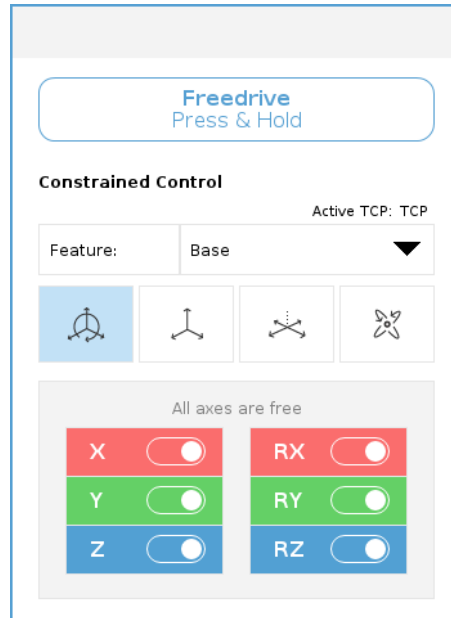 Freedrive
Press & Hold
Constrained Control
Active TCP: TCP
Feature: Base
All axes are free
X RX
Y RY
Z RZ